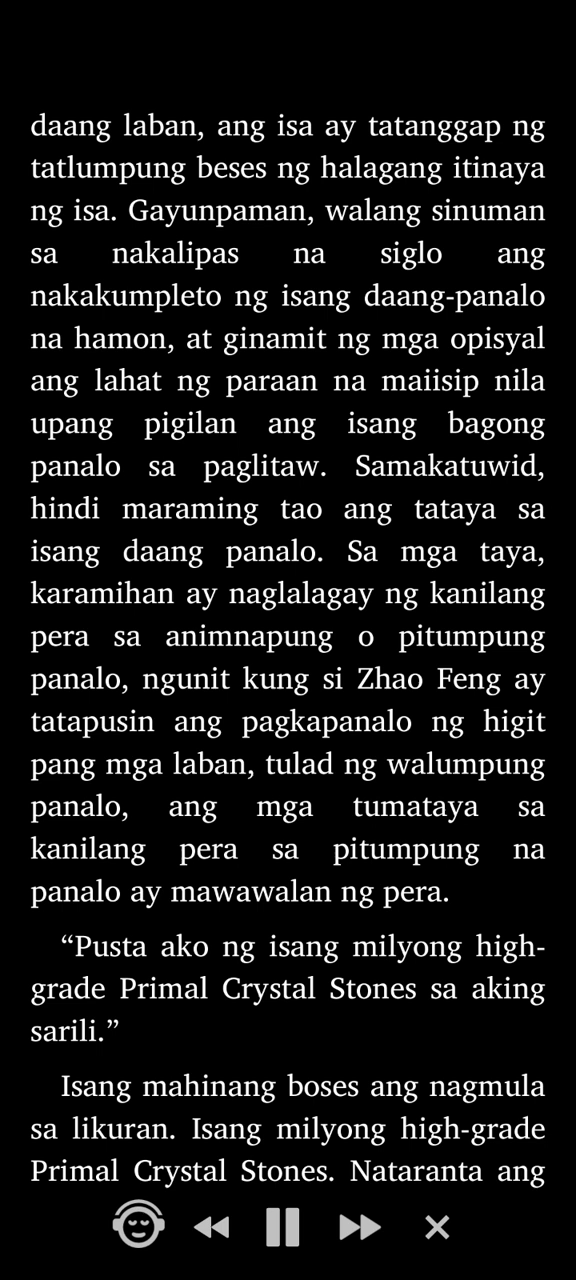 daang laban, ang isa ay tatanggap ng
tatlumpung beses ng halagang itinaya
ng isa. Gayunpaman, walang sinuman
sa nakalipas na siglo ang
nakakumpleto ng isang daang-panalo
na hamon, at ginamit ng mga opisyal
ang lahat ng paraan na maiisip nila
upang pigilan ang isang bagong
panalo sa paglitaw. Samakatuwid,
hindi maraming tao ang tataya sa
isang daang panalo. Sa mga taya,
karamihan ay naglalagay ng kanilang
pera sa animnapung o pitumpung
panalo, ngunit kung si Zhao Feng ay
tatapusin ang pagkapanalo ng higit
pang mga laban, tulad ng walumpung
panalo, ang mga tumataya sa
kanilang pera sa pitumpung na
panalo ay mawawalan ng pera.
“Pusta ako ng isang milyong high-
grade Primal Crystal Stones sa aking
sarili.”
Isang mahinang boses ang nagmula
sa likuran. Isang milyong high-grade
Primal Crystal Stones. Nataranta ang